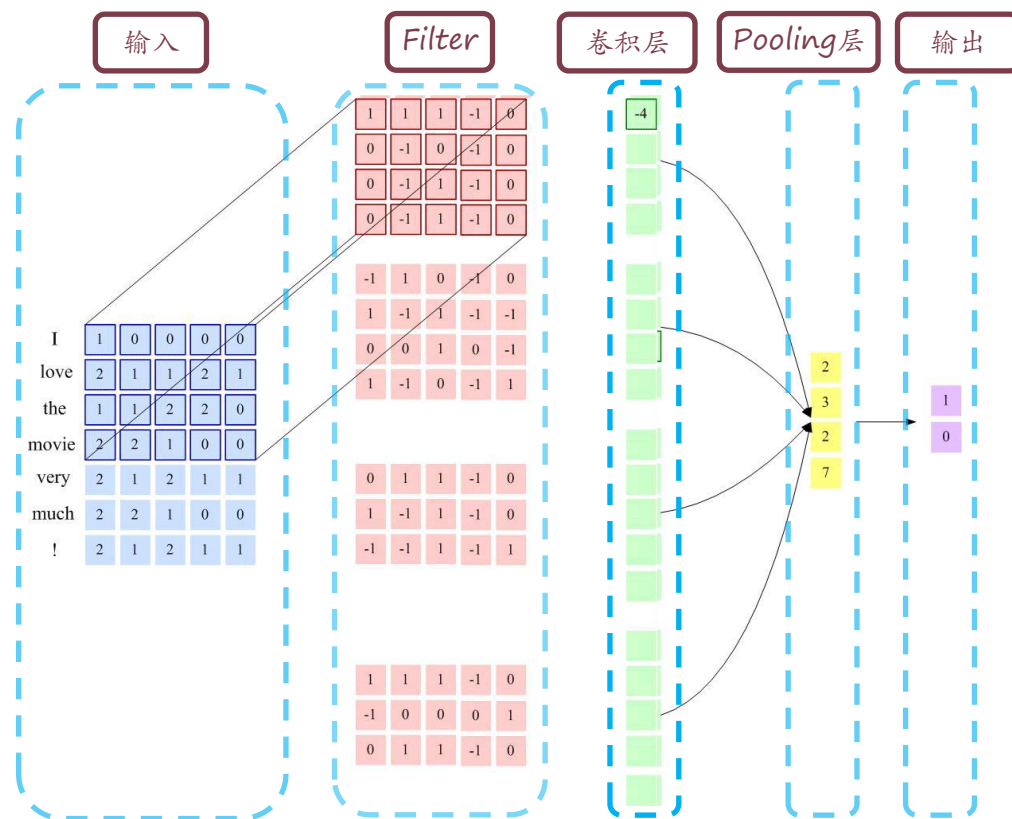 输入 Filter 卷积层 Pooling层 输出
1 1 1 -1 0
0 -1 0 -1 0
0 -1 1 -1 0
0 -1 1 -1 0
-1 1 0 -1 0
1 -1 1 -1 -1
0 0 1 0 -1
1 -1 0 -1 1
0 1 1 -1 0
1 -1 1 -1 0
-1 -1 1 -1 1
1 1 1 -1 0
-1 0 0 0 1
0 1 1 -1 0
I 1 0 0 0 0
love 2 1 1 2 1
the 1 1 2 2 0
movie 2 2 1 0 0
very 2 1 2 1 1
much 2 2 1 0 0
! 2 1 2 1 1
-4
2
3
2
7
1
0